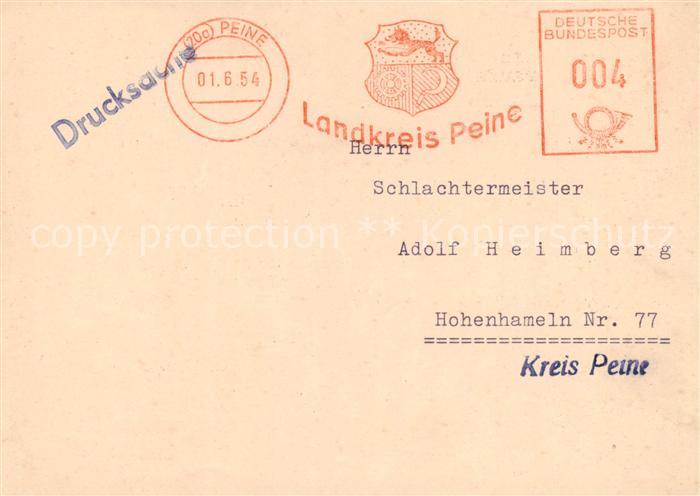 (20a) PEINE
01.6.54
Landkreis Peine
DEUTSCHE
BUNDESPOST
004
Drucksache
Herrn
Schlachtermeister
Adolf Heimberg
Hohenhameln Nr. 77
Kreis Peine
copy protection ** Kopierschutz